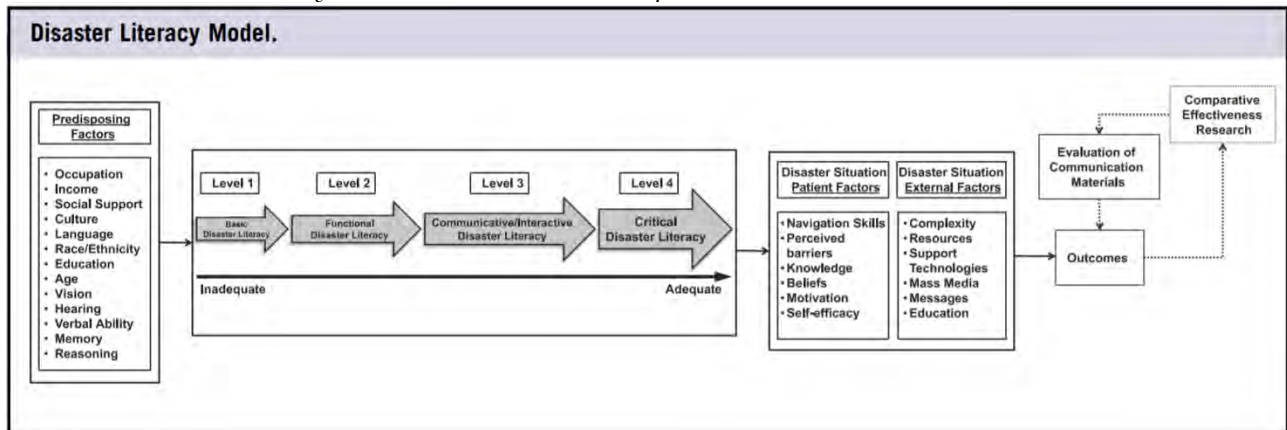 Disaster Literacy Model.
Predisposing
Factors
• Occupation
• Income
• Social Support
• Culture
• Language
• Race/Ethnicity
• Education
• Age
• Vision
• Hearing
• Verbal Ability
• Memory
• Reasoning
Level 1
Basic
Disaster Literacy
Level 2
Functional
Disaster Literacy
Level 3
Communicative/Interactive
Disaster Literacy
Level 4
Critical
Disaster Literacy
Inadequate
Adequate
Disaster Situation
Patient Factors
• Navigation Skills
• Perceived
barriers
• Knowledge
• Beliefs
• Motivation
• Self-efficacy
Disaster Situation
External Factors
• Complexity
• Resources
• Support
Technologies
• Mass Media
• Messages
• Education
Outcomes
Evaluation of
Communication
Materials
Comparative
Effectiveness
Research